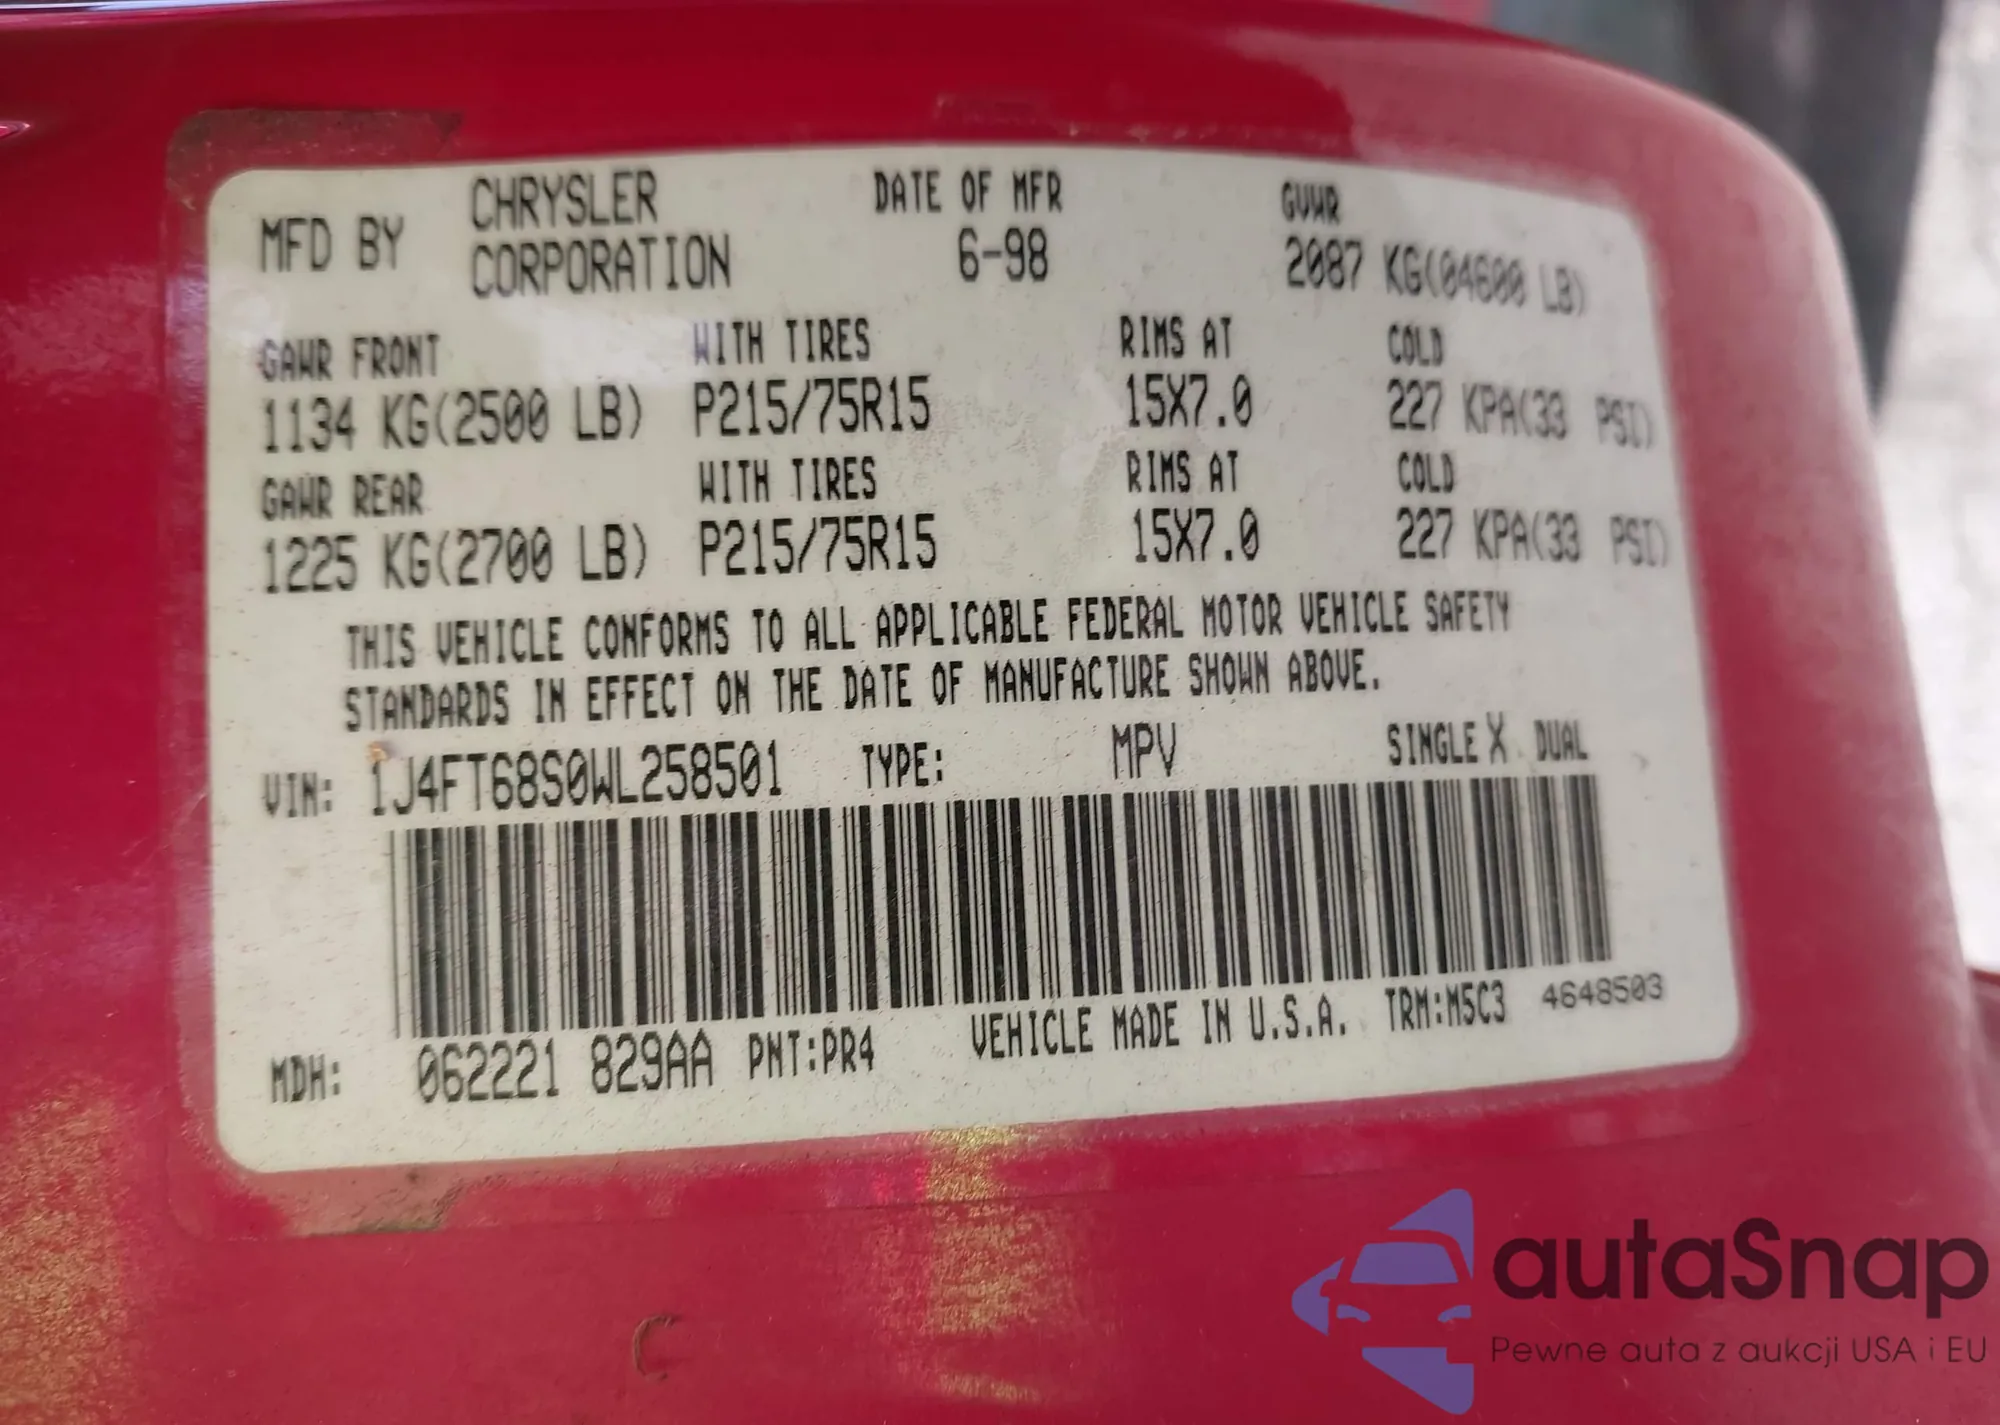 MFD BY CHRYSLER CORPORATION DATE OF MFR 6-98 GVWR 2087 KG(04600 LB)
GAWR FRONT WITH TIRES RIMS AT COLD
1134 KG(2500 LB) P215/75R15 15X7.0 227 KPA(33 PSI)
GAWR REAR WITH TIRES RIMS AT COLD
1225 KG(2700 LB) P215/75R15 15X7.0 227 KPA(33 PSI)
THIS VEHICLE CONFORMS TO ALL APPLICABLE FEDERAL MOTOR VEHICLE SAFETY
STANDARDS IN EFFECT ON THE DATE OF MANUFACTURE SHOWN ABOVE.
VIN: 1J4FT68S0WL258501 TYPE: MPV SINGLE X DUAL
MDH: 062221 829AA PNT:PR4 VEHICLE MADE IN U.S.A. TRM:M5C3 4648503
autaSnap
Pewne auta z aukcji USA i EU